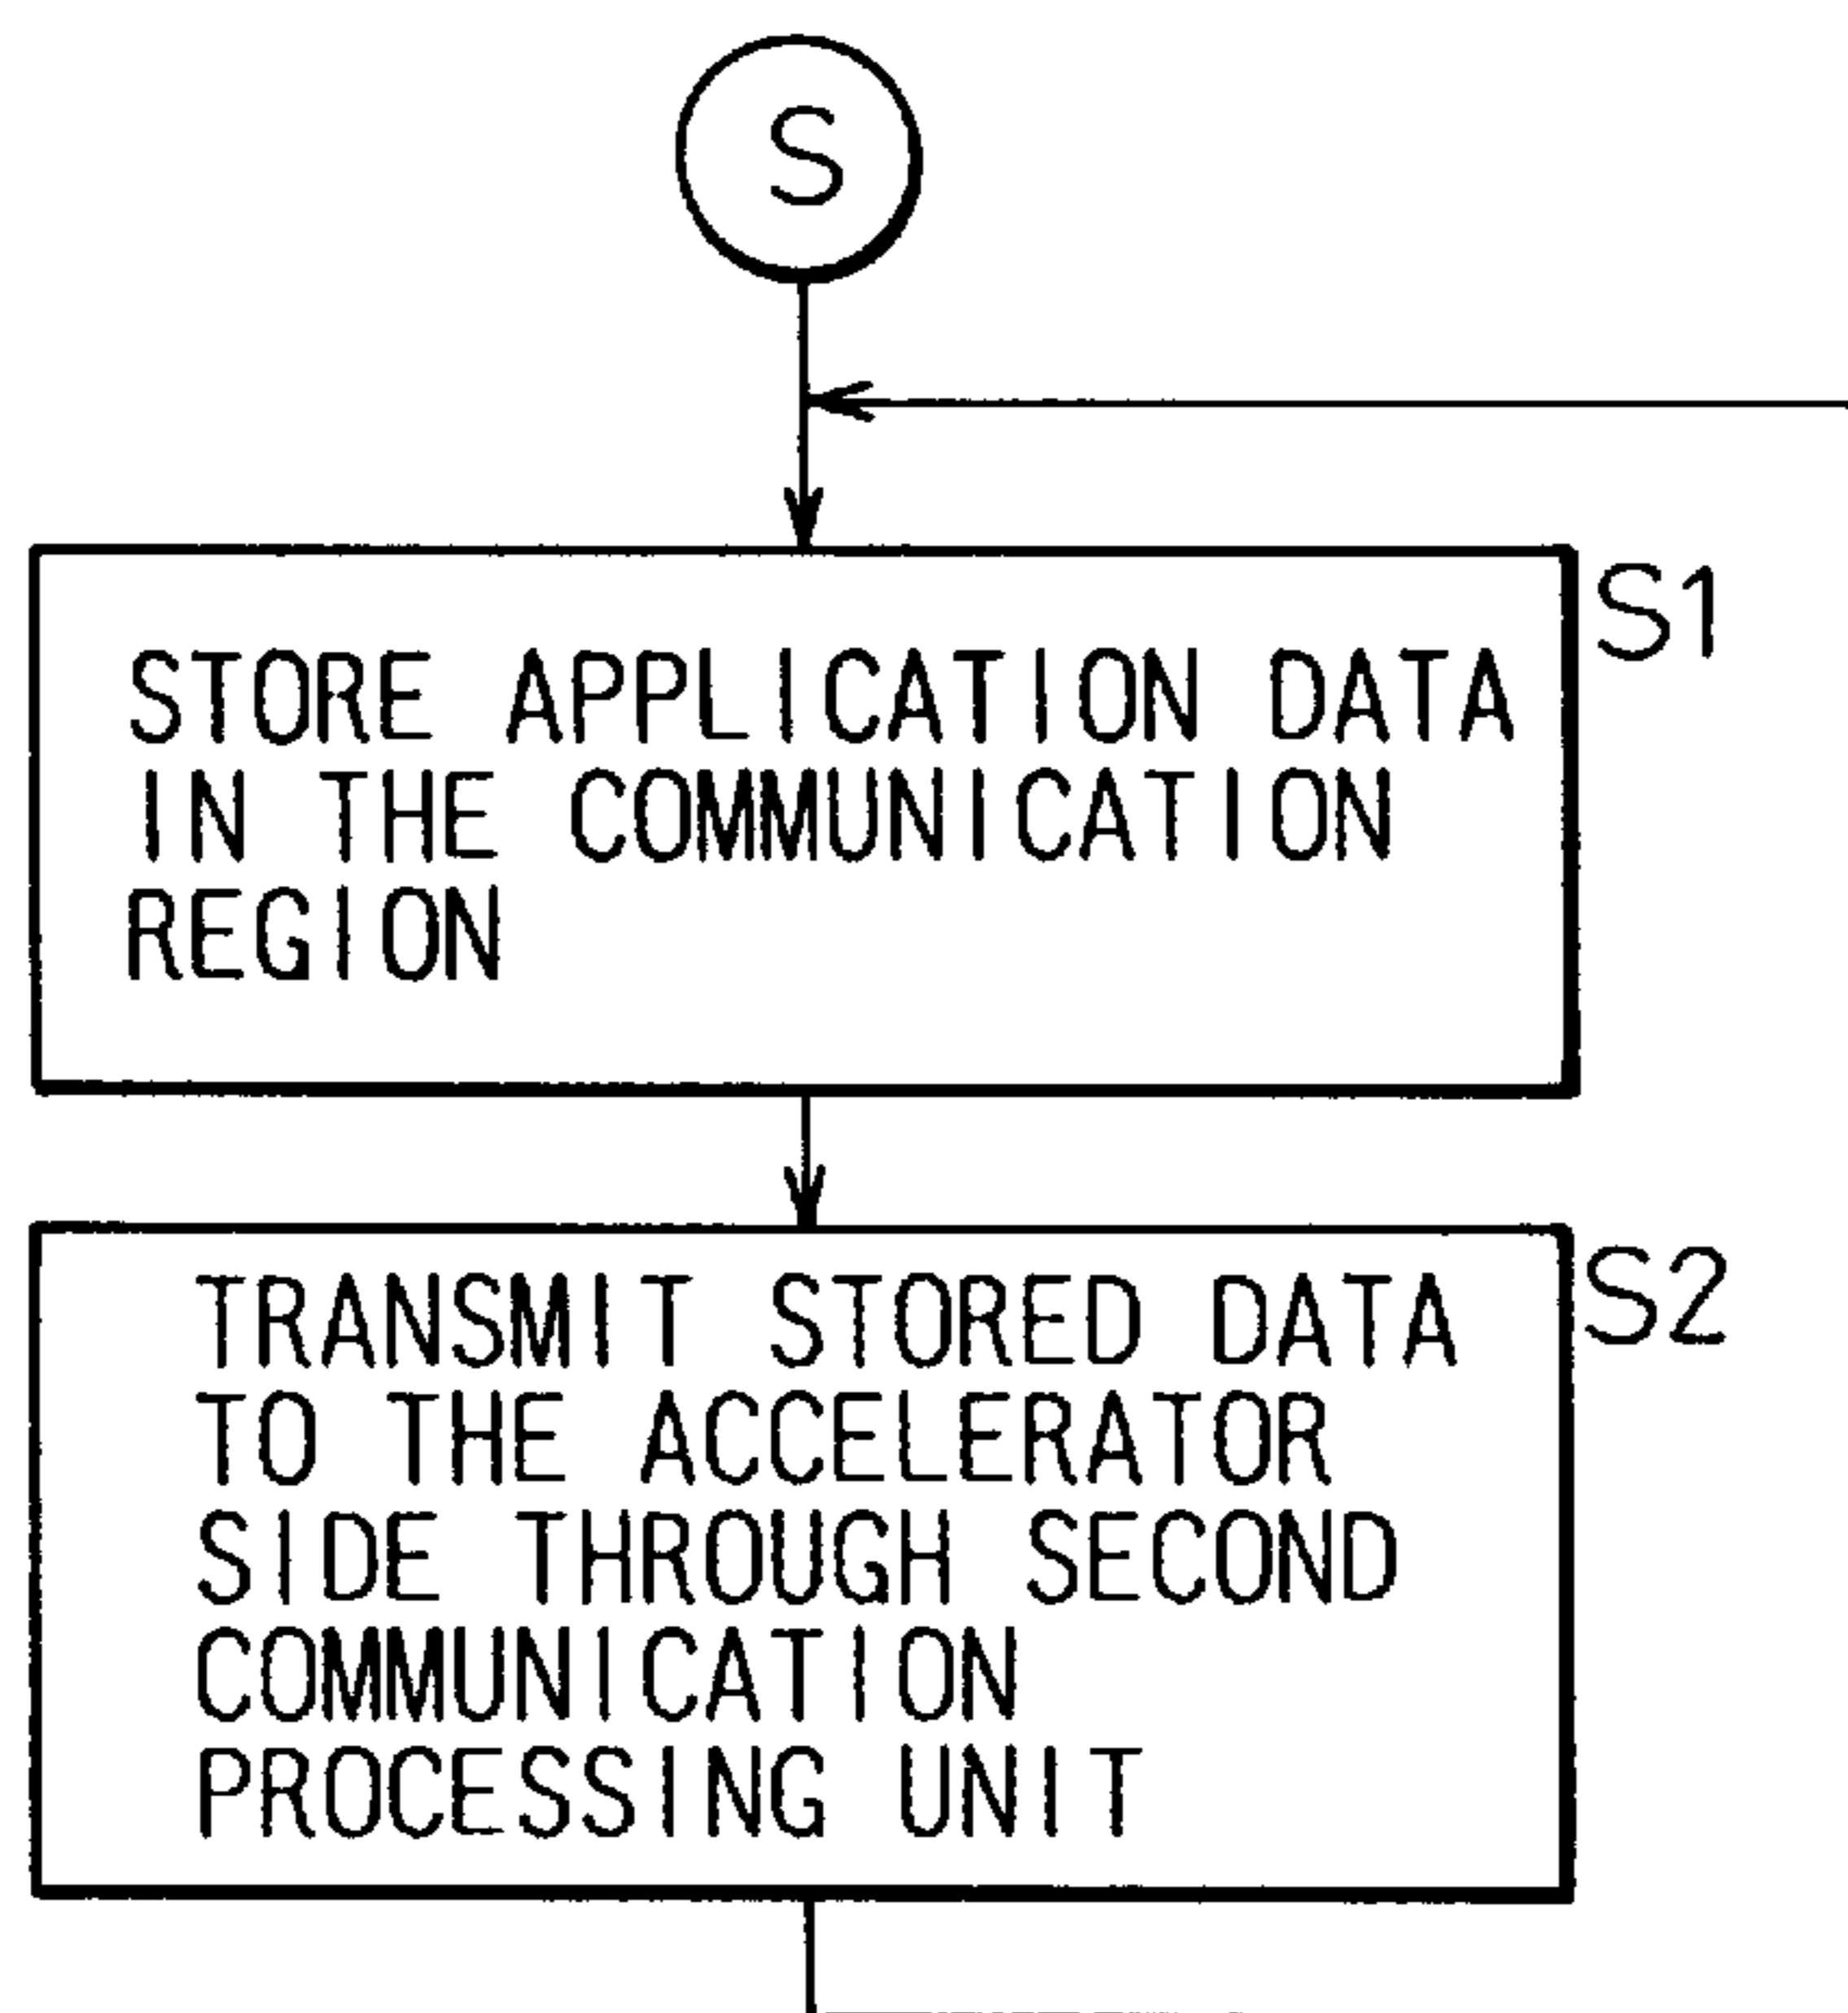 S
S1
STORE APPLICATION DATA
IN THE COMMUNICATION
REGION
S2
TRANSMIT STORED DATA
TO THE ACCELERATOR
SIDE THROUGH SECOND
COMMUNICATION
PROCESSING UNIT